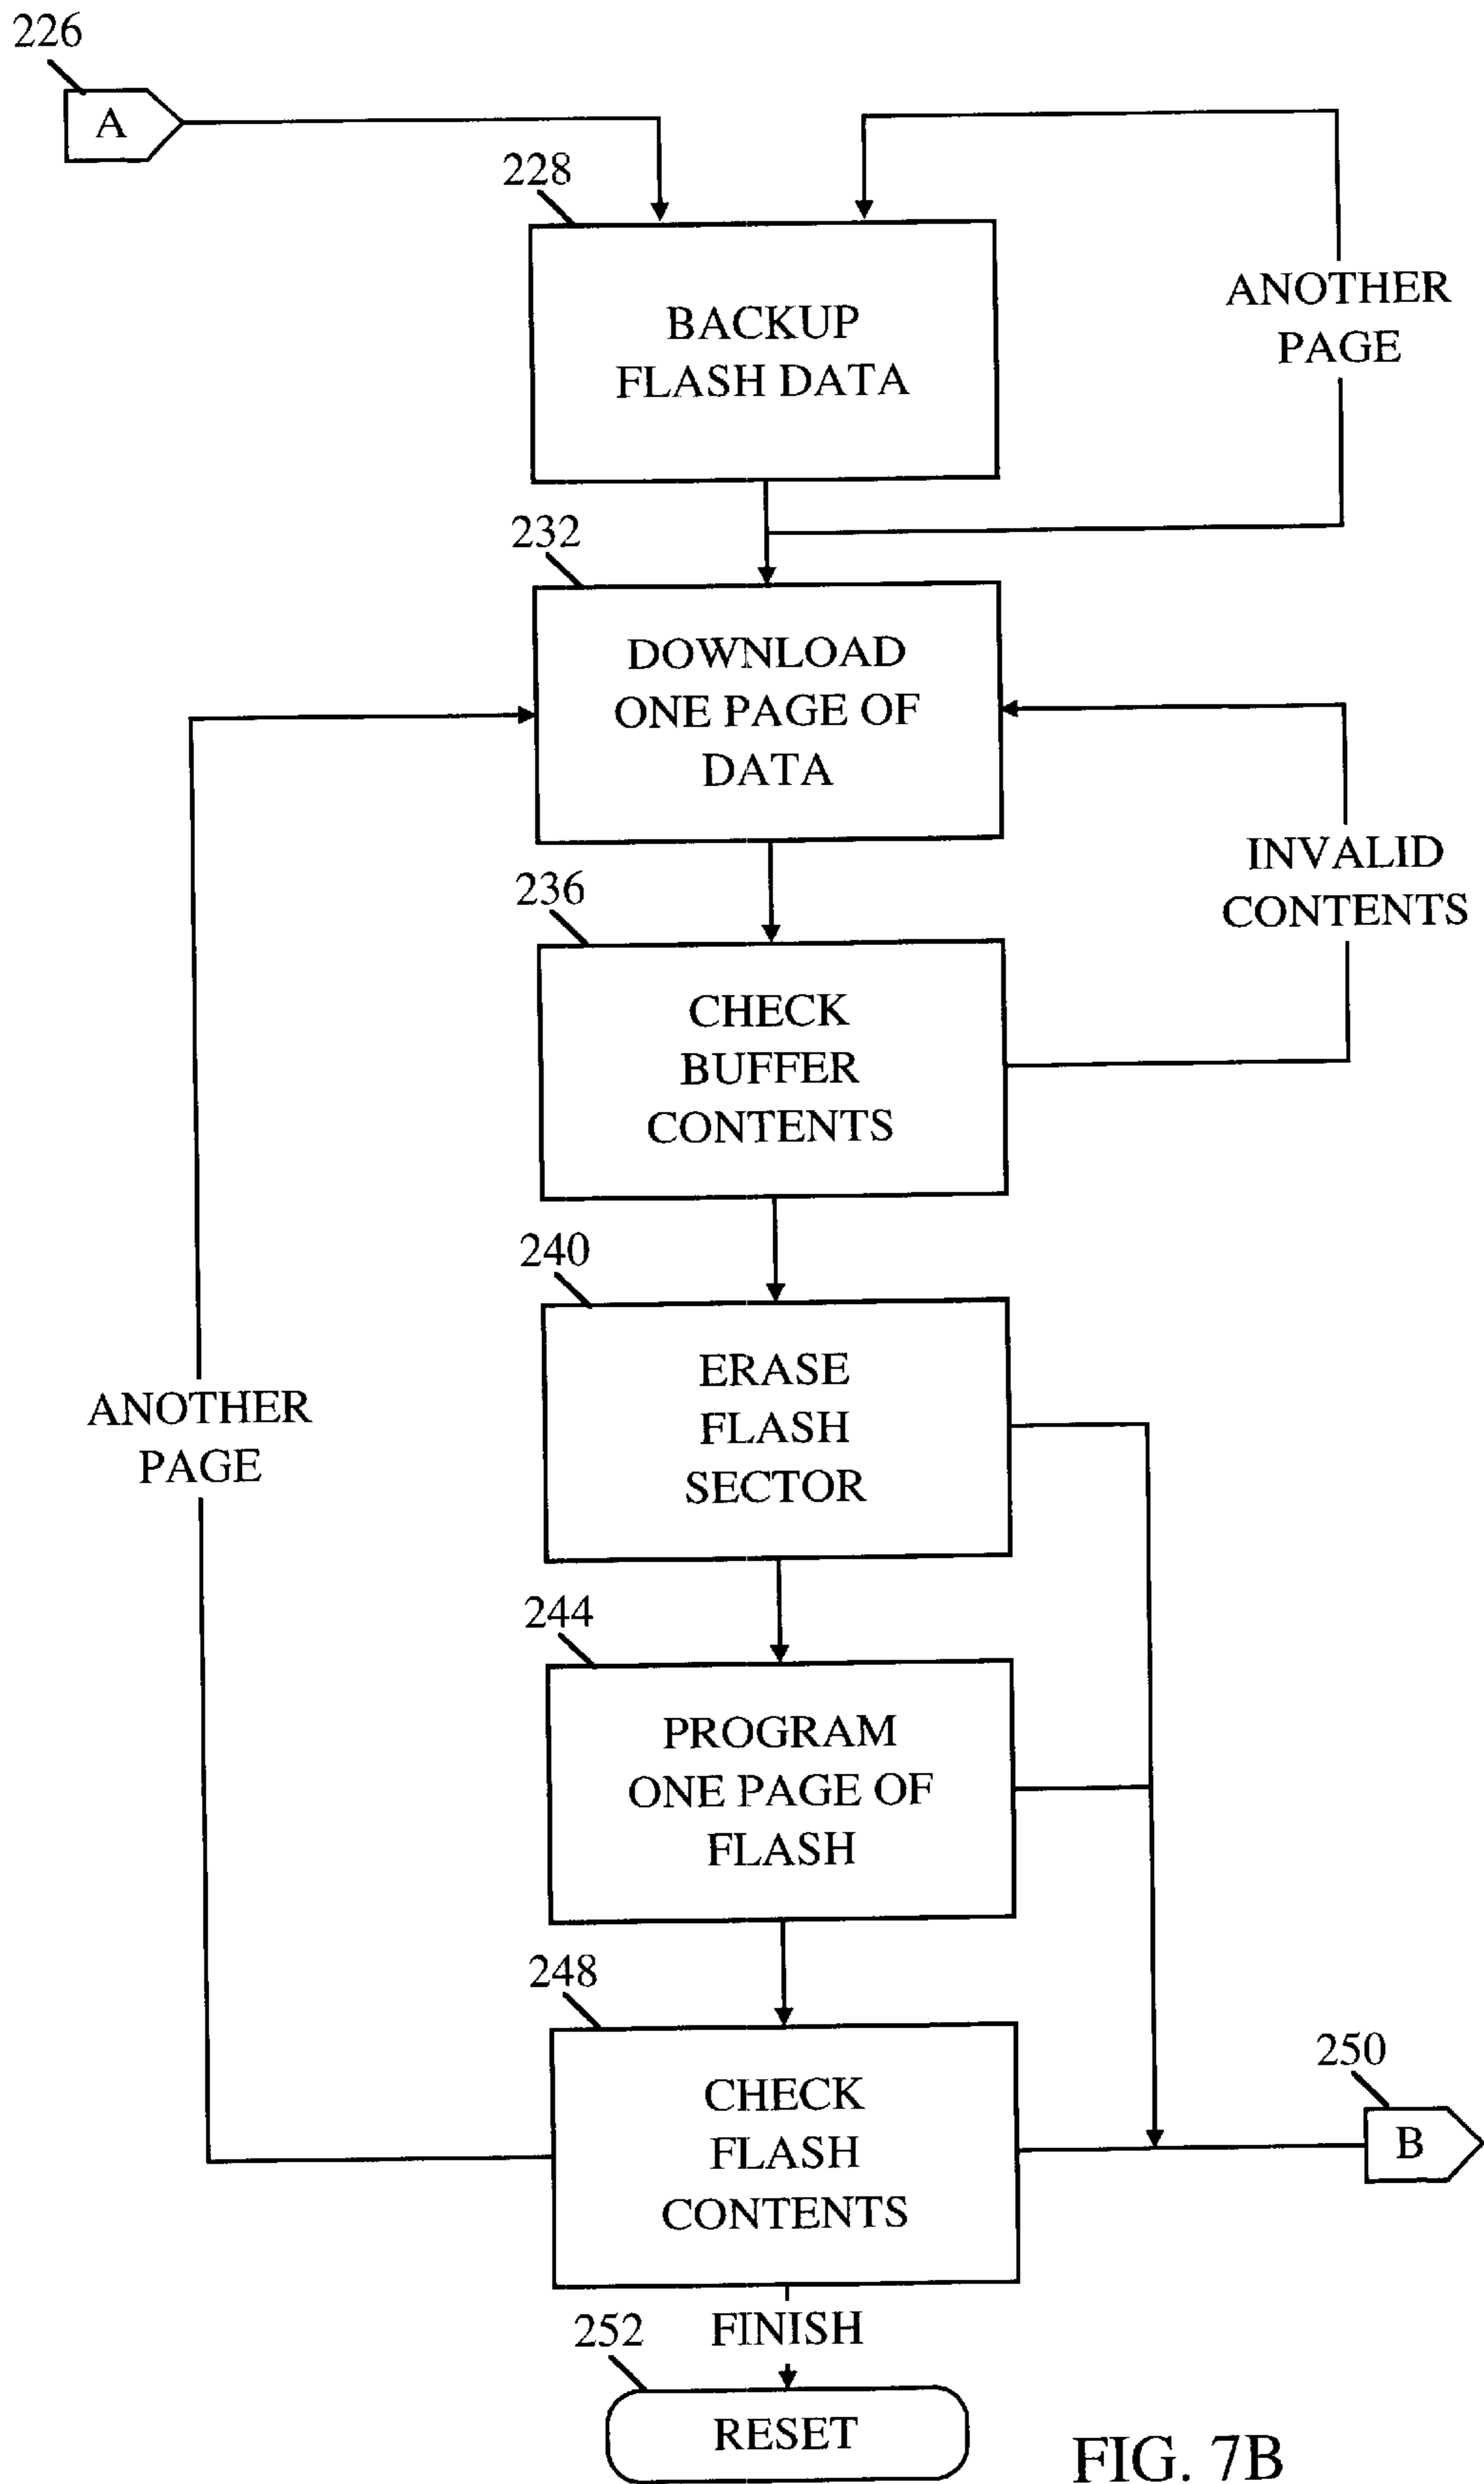 226
A
228
BACKUP
FLASH DATA
ANOTHER
PAGE
232
DOWNLOAD
ONE PAGE OF
DATA
INVALID
CONTENTS
236
CHECK
BUFFER
CONTENTS
240
ERASE
FLASH
SECTOR
ANOTHER
PAGE
244
PROGRAM
ONE PAGE OF
FLASH
248
CHECK
FLASH
CONTENTS
250
B
FINISH
252
RESET
FIG. 7B